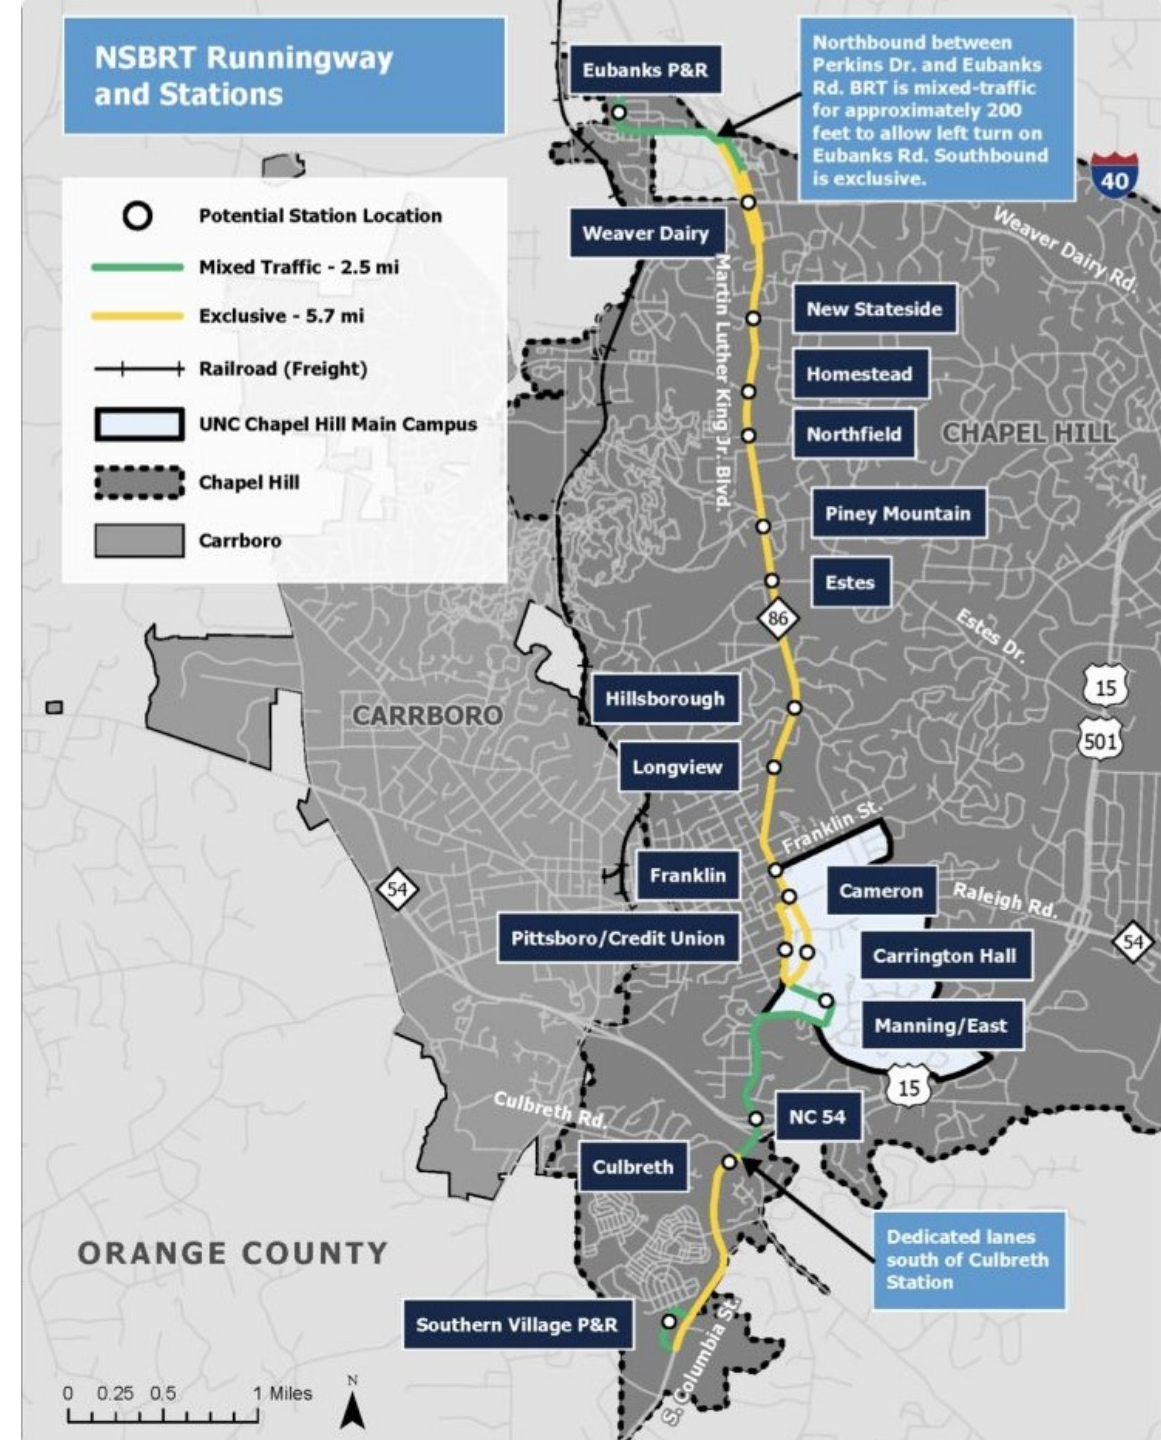 NSBRT Runningway
and Stations
Potential Station Location
Mixed Traffic - 2.5 mi
Exclusive - 5.7 mi
Railroad (Freight)
UNC Chapel Hill Main Campus
Chapel Hill
Carrboro
Eubanks P&R
Northbound between
Perkins Dr. and Eubanks
Rd. BRT is mixed-traffic
for approximately 200
feet to allow left turn on
Eubanks Rd. Southbound
is exclusive.
40
Weaver Dairy
Weaver Dairy Rd.
Martin Luther King Jr. Blvd.
New Stateside
Homestead
Northfield
CHAPEL HILL
Piney Mountain
Estes
86
Estes Dr.
15
501
Hillsborough
CARRBORO
Longview
Franklin St.
Franklin
Cameron
Raleigh Rd.
54
Pittsboro/Credit Union
Carrington Hall
54
Manning/East
15
Culbreth Rd.
NC 54
Culbreth
ORANGE COUNTY
Dedicated lanes
south of Culbreth
Station
Southern Village P&R
S. Columbia St.
0 0.25 0.5 1 Miles
N